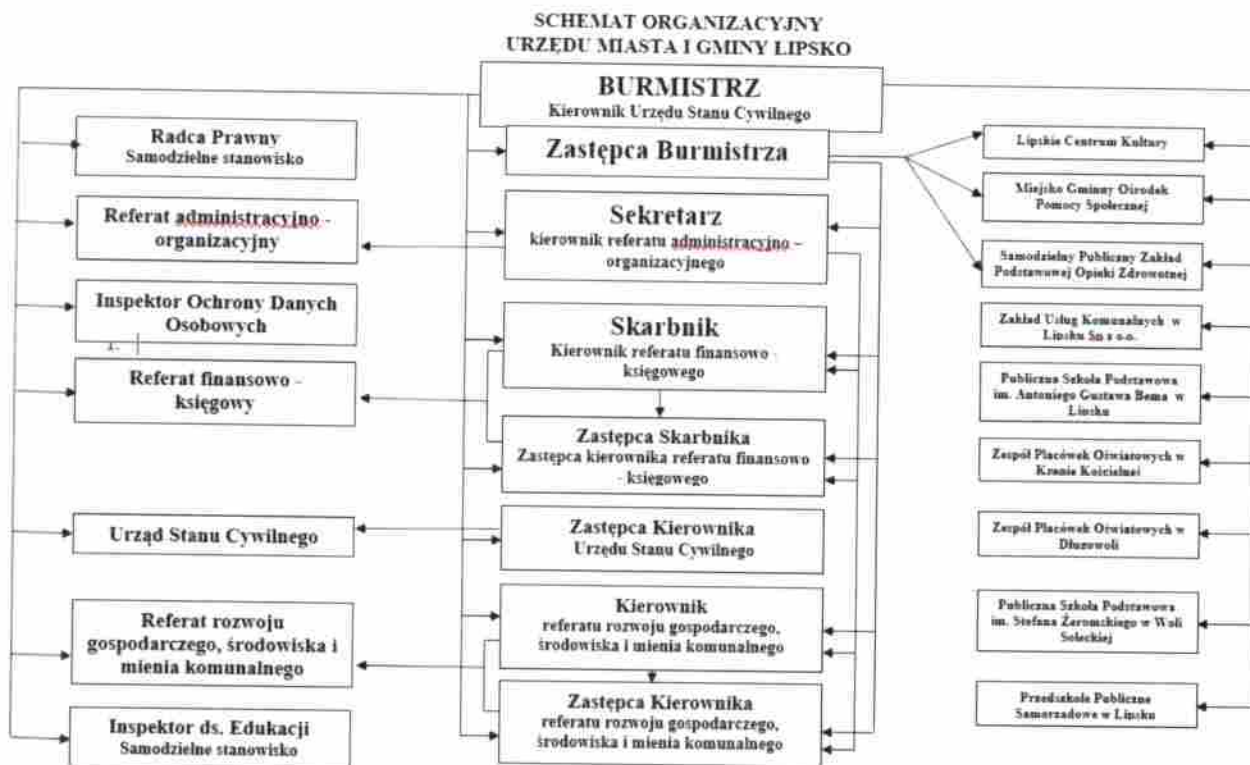 SCHEMAT ORGANIZACYJNY
URZĘDU MIASTA I GMINY LIPSKO
BURMISTRZ
Kierownik Urzędu Stanu Cywilnego
Zastępca Burmistrza
Sekretarz
kierownik referatu administracyjno –
organizacyjnego
Skarbnik
Kierownik referatu finansowo -
księgowego
Zastępca Skarbnika
Zastępca kierownika referatu finansowo
- księgowego
Zastępca Kierownika
Urzędu Stanu Cywilnego
Kierownik
referatu rozwoju gospodarczego,
środowiska i mienia komunalnego
Zastępca Kierownika
referatu rozwoju gospodarczego,
środowiska i mienia komunalnego
Radca Prawny
Samodzielne stanowisko
Referat administracyjno -
organizacyjny
Inspektor Ochrony Danych
Osobowych
1.
Referat finansowo -
księgowy
Urząd Stanu Cywilnego
Referat rozwoju
gospodarczego, środowiska i
mienia komunalnego
Inspektor ds. Edukacji
Samodzielne stanowisko
Lipskie Centrum Kultury
Miejsko Gminny Ośrodek
Pomocy Społecznej
Samodzielny Publiczny Zakład
Podstawowej Opieki Zdrowotnej
Zakład Usług Komunalnych w
Lipsku Sp z o.o.
Publiczna Szkoła Podstawowa
im. Antoniego Gustawa Bema w
Lipsku
Zespół Placówek Oświatowych w
Krępie Kościelnej
Zespół Placówek Oświatowych w
Długowoli
Publiczna Szkoła Podstawowa
im. Stefana Żeromskiego w Woli
Soleckiej
Przedszkole Publiczne
Samorządowe w Lipsku